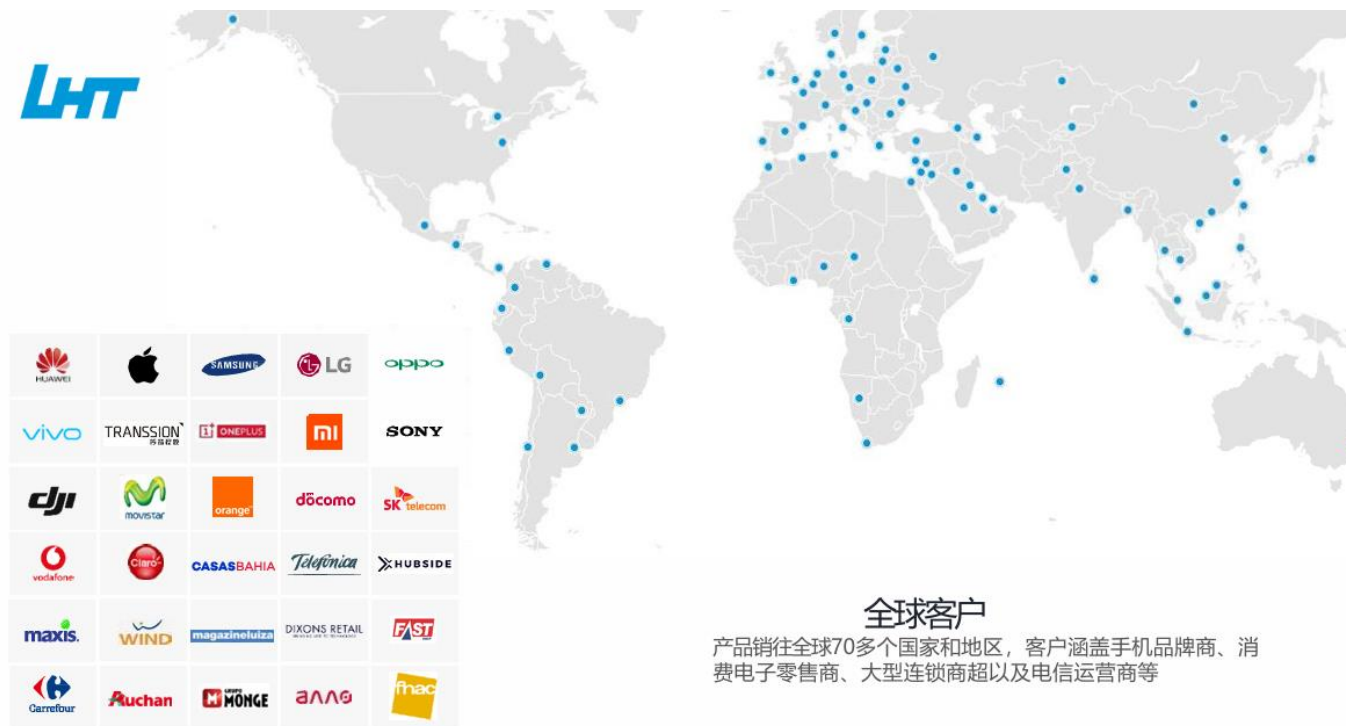 LHT
HUAWEI
SAMSUNG
LG
oppo
vivo
TRANSSION
传音控股
1+ ONEPLUS
mi
SONY
dji
movistar
orange
döcomo
SK telecom
vodafone
Claro
CASASBAHIA
Telefónica
HUBSIDE
maxis.
WIND
magazineluiza
DIXONS RETAIL
FAST
Carrefour
Auchan
GRUPO
MONGE
алло
fnac
全球客户
产品销往全球70多个国家和地区，客户涵盖手机品牌商、消
费电子零售商、大型连锁商超以及电信运营商等